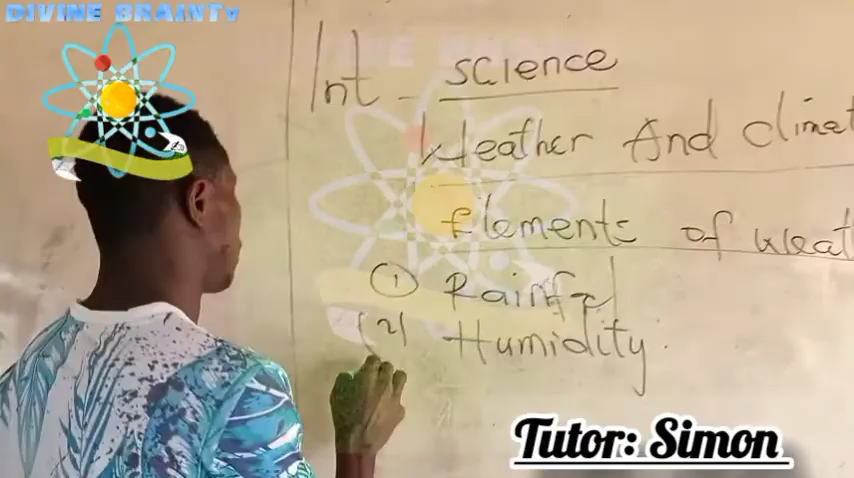 DIVINE BRAINTv
Int science
Weather And climat
Elements of weat
① Rainfal
(2) Humidity.
Tutor: Simon